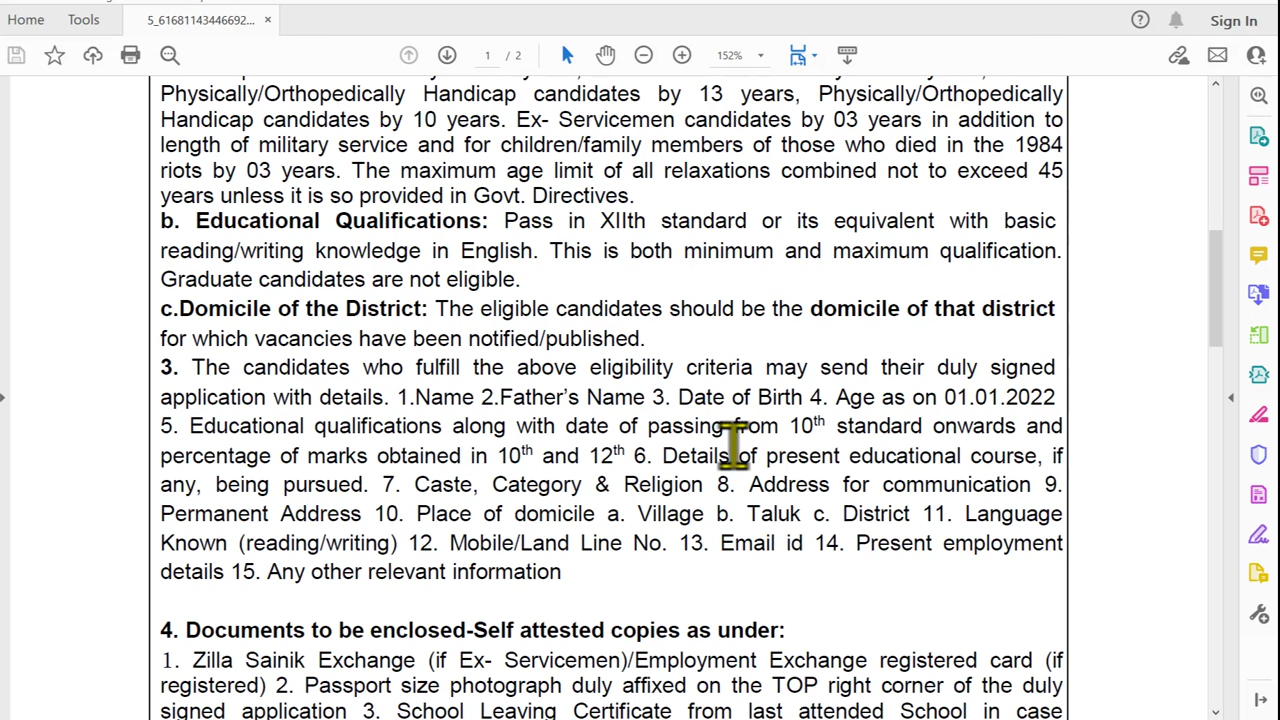 Home Tools 5_61681143446692... × Sign In
1 / 2 152%
Physically/Orthopedically Handicap candidates by 13 years, Physically/Orthopedically
Handicap candidates by 10 years. Ex- Servicemen candidates by 03 years in addition to
length of military service and for children/family members of those who died in the 1984
riots by 03 years. The maximum age limit of all relaxations combined not to exceed 45
years unless it is so provided in Govt. Directives.
b. Educational Qualifications: Pass in XIIth standard or its equivalent with basic
reading/writing knowledge in English. This is both minimum and maximum qualification.
Graduate candidates are not eligible.
c.Domicile of the District: The eligible candidates should be the domicile of that district
for which vacancies have been notified/published.
3. The candidates who fulfill the above eligibility criteria may send their duly signed
application with details. 1.Name 2.Father’s Name 3. Date of Birth 4. Age as on 01.01.2022
5. Educational qualifications along with date of passing from 10th standard onwards and
percentage of marks obtained in 10th and 12th 6. Details of present educational course, if
any, being pursued. 7. Caste, Category & Religion 8. Address for communication 9.
Permanent Address 10. Place of domicile a. Village b. Taluk c. District 11. Language
Known (reading/writing) 12. Mobile/Land Line No. 13. Email id 14. Present employment
details 15. Any other relevant information
4. Documents to be enclosed-Self attested copies as under:
1. Zilla Sainik Exchange (if Ex- Servicemen)/Employment Exchange registered card (if
registered) 2. Passport size photograph duly affixed on the TOP right corner of the duly
signed application 3. School Leaving Certificate from last attended School in case